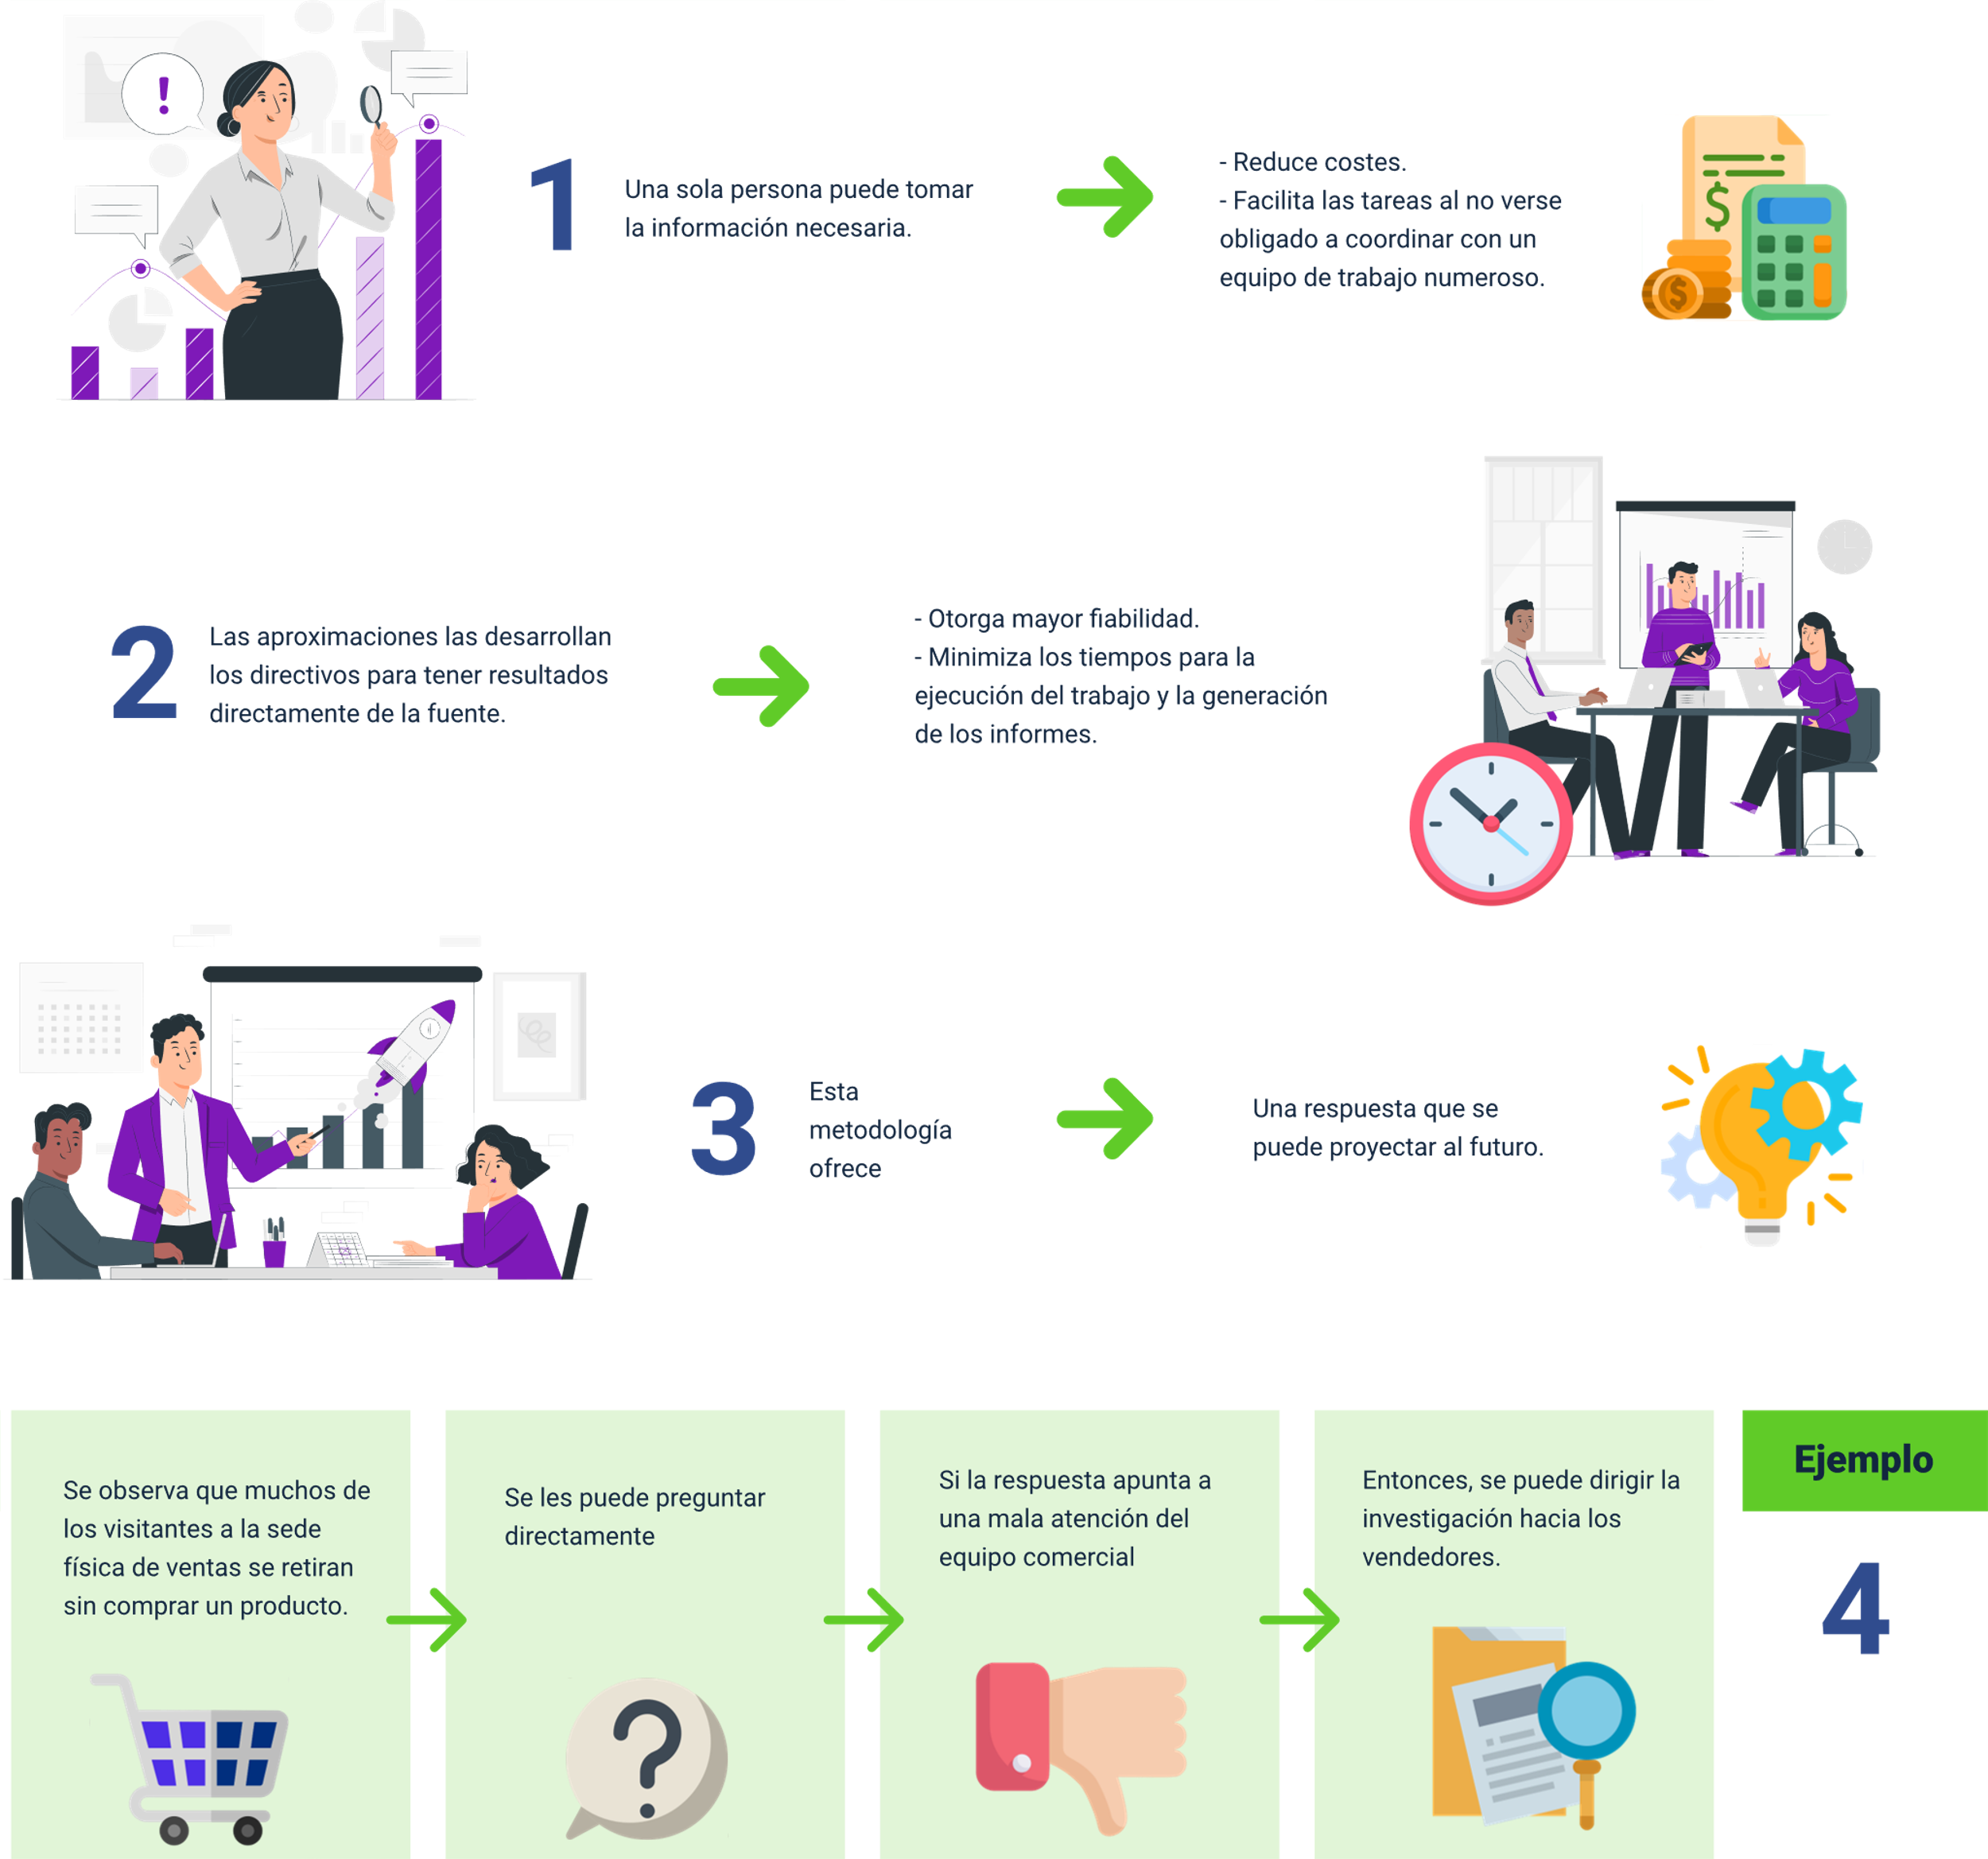 1
Una sola persona puede tomar
la información necesaria.
- Reduce costes.
- Facilita las tareas al no verse
obligado a coordinar con un
equipo de trabajo numeroso.
2
Las aproximaciones las desarrollan
los directivos para tener resultados
directamente de la fuente.
- Otorga mayor fiabilidad.
- Minimiza los tiempos para la
ejecución del trabajo y la generación
de los informes.
3
Esta
metodología
ofrece
Una respuesta que se
puede proyectar al futuro.
Ejemplo
4
Se observa que muchos de
los visitantes a la sede
física de ventas se retiran
sin comprar un producto.
Se les puede preguntar
directamente
Si la respuesta apunta a
una mala atención del
equipo comercial
Entonces, se puede dirigir la
investigación hacia los
vendedores.